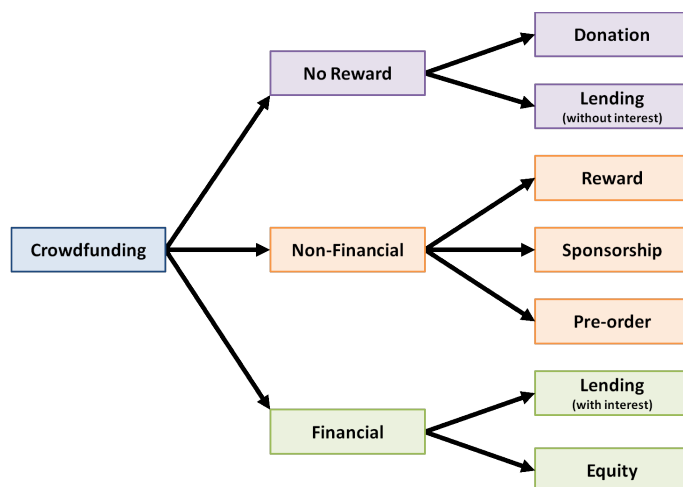 Donation
No Reward
Lending
(without interest)
Reward
Crowdfunding
Non-Financial
Sponsorship
Pre-order
Lending
(with interest)
Financial
Equity